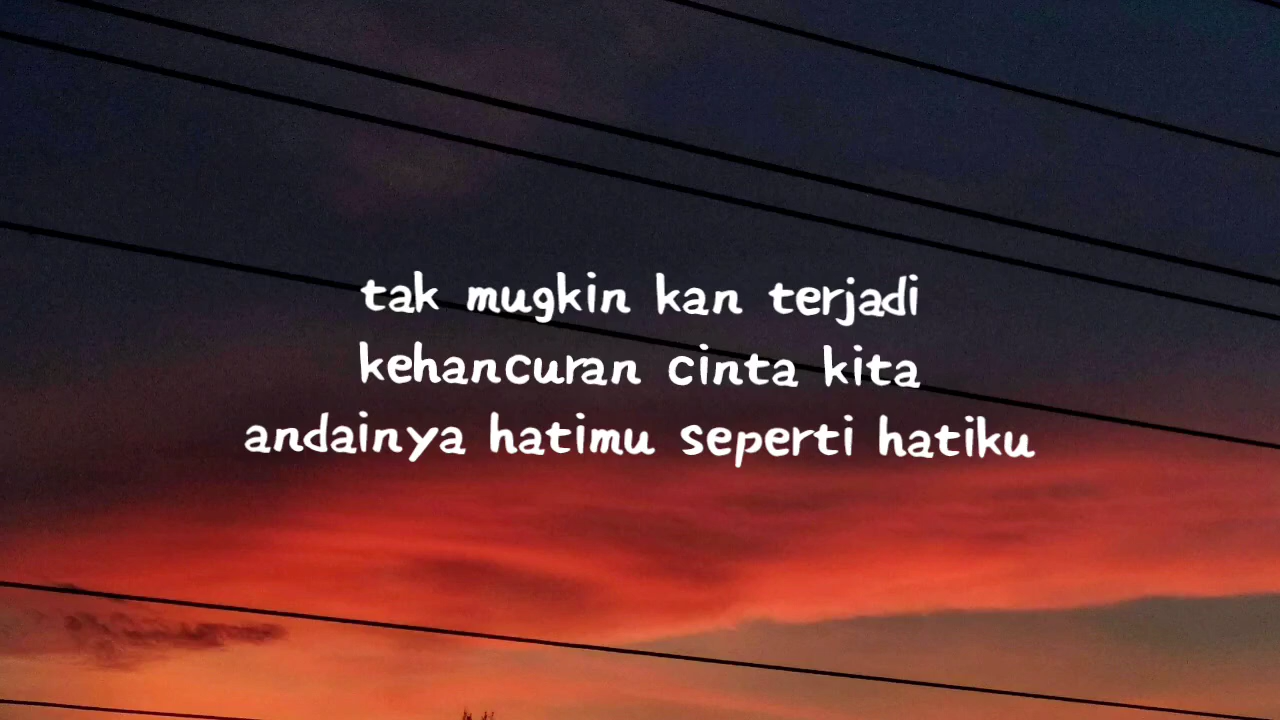 tak mugkin kan terjadi
kehancuran cinta kita
andainya hatimu seperti hatiku